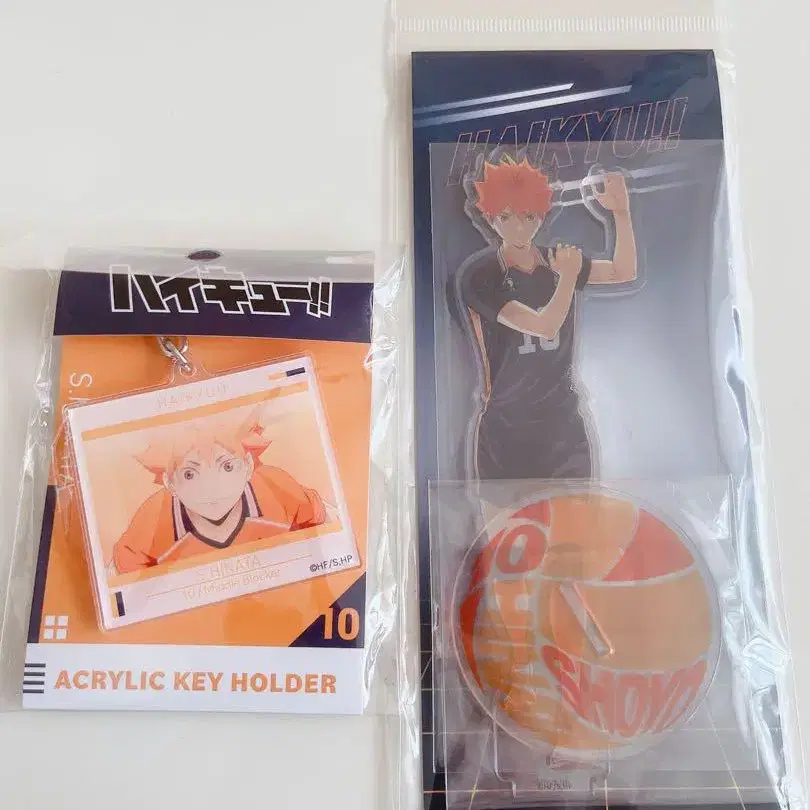 ハイキュー!!
HAIKYU!!
HINATA
10 / Middle Blocker
©HF/S.HP
10
ACRYLIC KEY HOLDER
HAIKYU!!
10
10
SHOYO